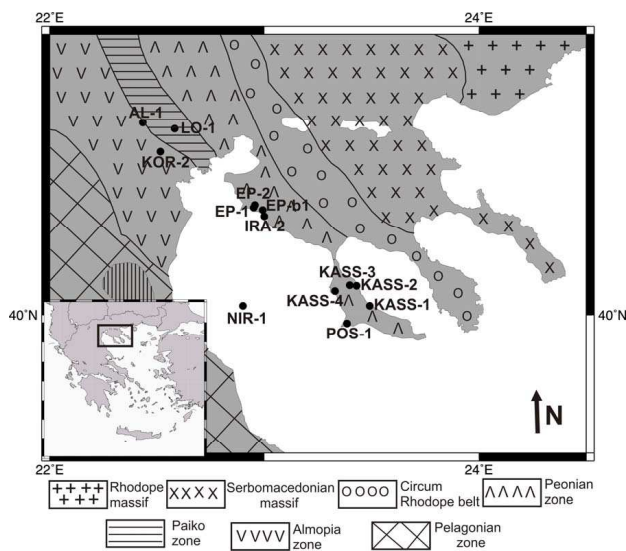 22°E
24°E
AL-1
LO-1
KOR-2
EP-2
EP-1
IRA-2
KASS-3
KASS-2
KASS-4
KASS-1
40°N
NIR-1
40°N
POS-1
N
22°E
24°E
Rhodope massif
Serbomacedonian massif
Circum Rhodope belt
Peonian zone
Paiko zone
Almopia zone
Pelagonian zone